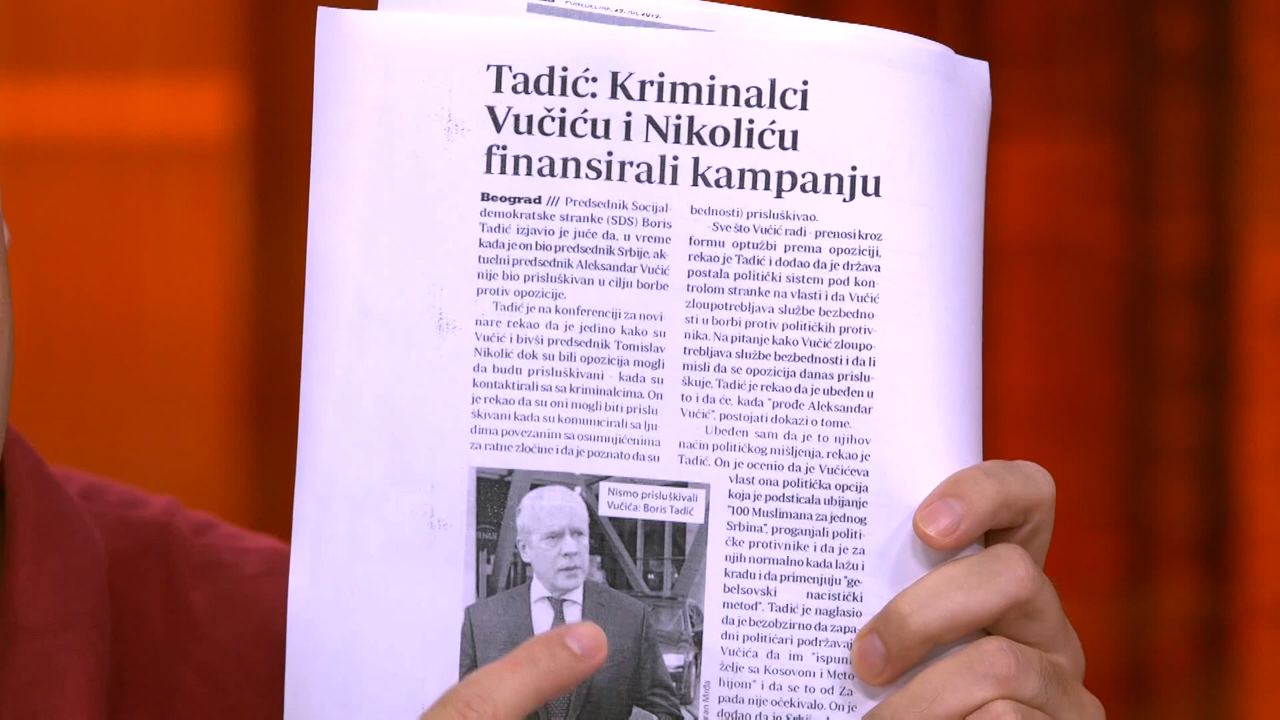 Tadić: Kriminalci
Vučiću i Nikoliću
finansirali kampanju
Beograd /// Predsednik Socijal-
demokratske stranke (SDS) Boris
Tadić izjavio je juče da, u vreme
kada je on bio predsednik Srbije, ak-
tuelni predsednik Aleksandar Vučić
nije bio prisluškivan u cilju borbe
protiv opozicije.
Tadić je na konferenciji za novi
nare rekao da je jedino kako su
Vučić i bivši predsednik Tomislav
Nikolić dok su bili opozicija mogli
da budu prisluškivani - kada su
kontaktirali sa sa kriminalcima. On
je rekao da su oni mogli biti prislu
škivani kada su komunicirali sa lju
dima povezanim sa osumnjičenima
za ratne zločine i da je poznato da su
Nismo prisluškivali
Vučića: Boris Tadić
bednosti) prisluškivao.
-Sve što Vučić radi - prenosi kroz
formu optužbi prema opoziciji,
rekao je Tadić i dodao da je država
postala politički sistem pod kon-
trolom stranke na vlasti i da Vučić
zloupotrebljava službe bezbedno
sti u borbi protiv političkih protiv-
nika. Na pitanje kako Vučić zloupo-
trebljava službe bezbednosti i da li
misli da se opozicija danas prislu-
škuje, Tadić je rekao da je ubeđen u
to i da će, kada "prođe Aleksandar
Vučić", postojati dokazi o tome.
Ubeđen sam da je to njihov
način političkog mišljenja, rekao je
Tadić. On je ocenio da je Vučićeva
vlast ona politička opcija
koja je podsticala ubijanje
"100 Muslimana za jednog
Srbina", proganjali politi-
čke protivnike i da je za
njih normalno kada lažu i
kradu i da primenjuju "ge-
belsovski nacistički
metod". Tadić je naglasio
da je bezobzirno da zapa
dni političari podržavaj
Vučića da im "ispun
želje sa Kosovom i Meto
hijom" i da se to od Za
pada nije očekivalo. On je
dodao da je